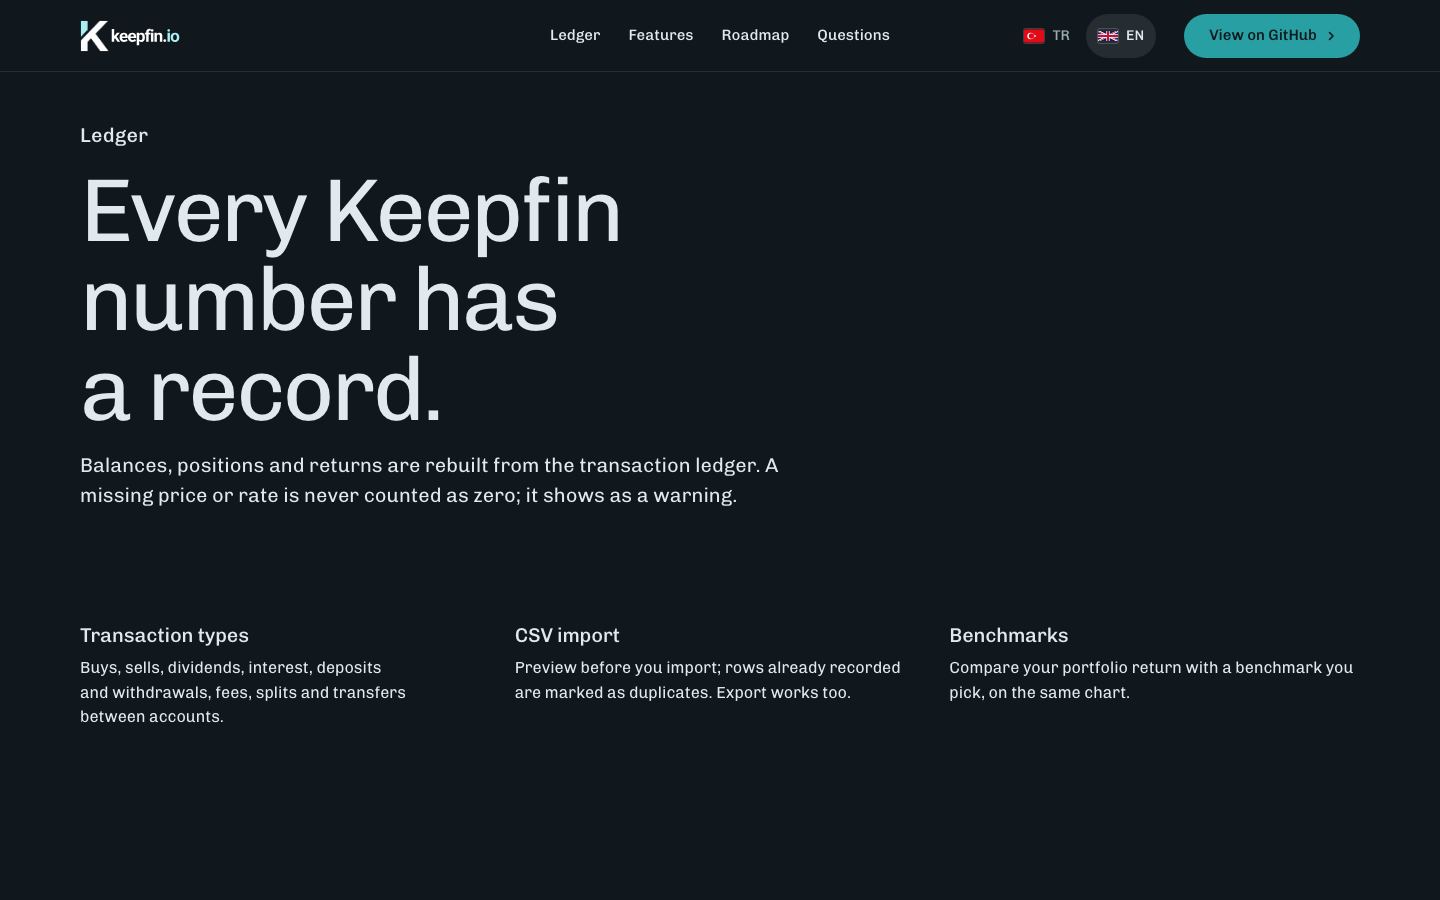 keepfin.io
Ledger Features Roadmap Questions TR EN View on GitHub
Ledger
Every Keepfin
number has
a record.
Balances, positions and returns are rebuilt from the transaction ledger. A
missing price or rate is never counted as zero; it shows as a warning.
Transaction types
Buys, sells, dividends, interest, deposits
and withdrawals, fees, splits and transfers
between accounts.
CSV import
Preview before you import; rows already recorded
are marked as duplicates. Export works too.
Benchmarks
Compare your portfolio return with a benchmark you
pick, on the same chart.